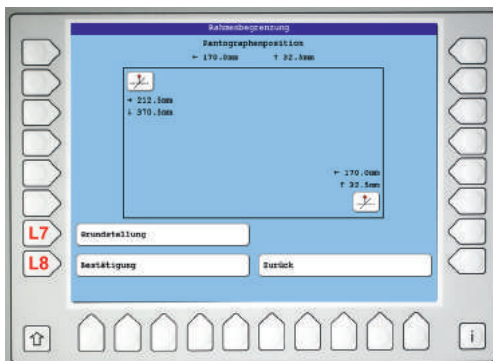 Rahmenbegrenzung
Pantographenposition
← 170.0mm ↑ 32.5mm
→ 212.5mm
↓ 370.5mm
← 170.0mm
↑ 32.5mm
L7
Grundstellung
L8
Bestätigung
Zurück
i